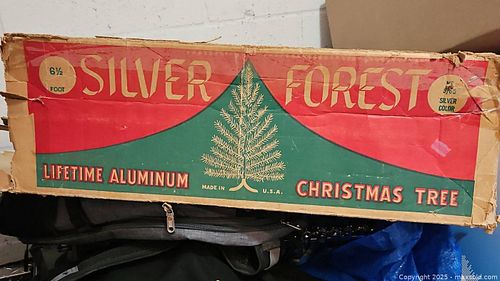 6½
FOOT
SILVER FOREST
SILVER
COLOR
LIFETIME ALUMINUM
MADE IN U.S.A.
CHRISTMAS TREE
Copyright 2025 - maxsold.com